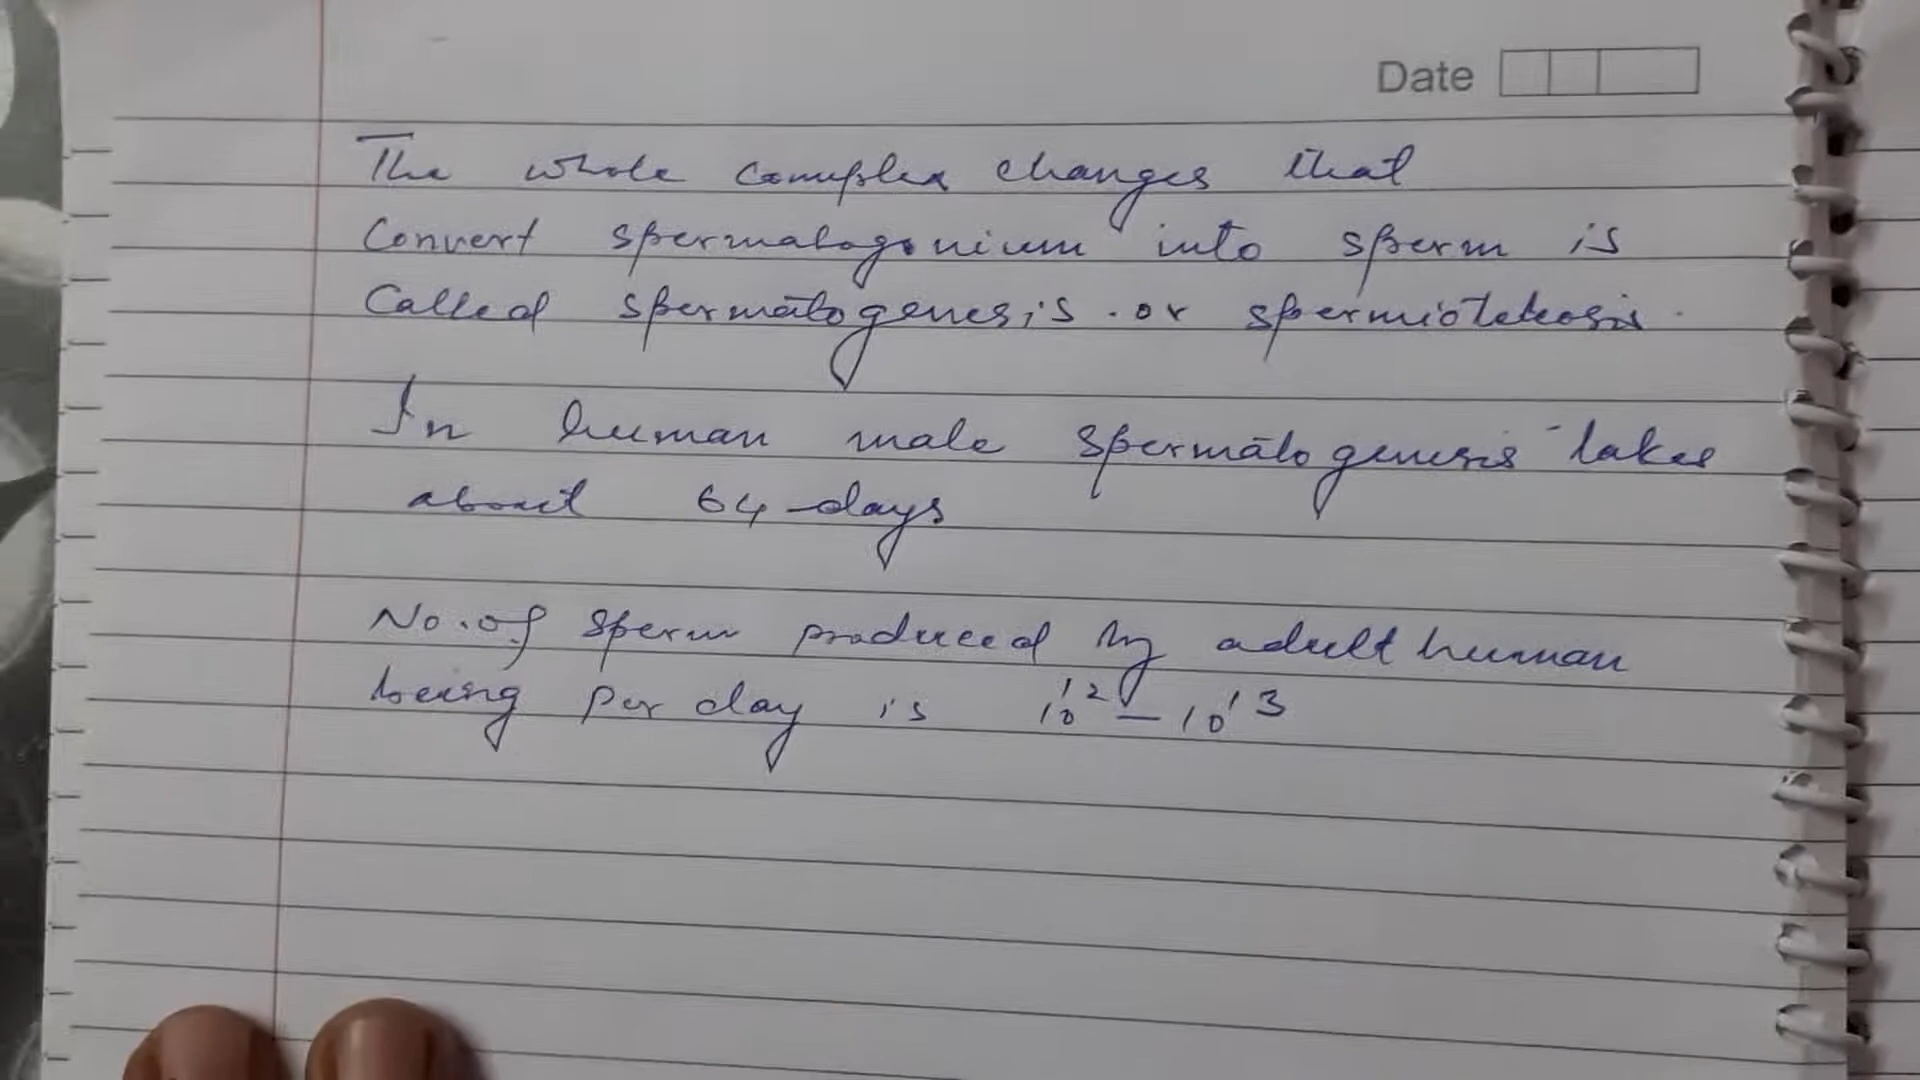 Date
The whole complex changes that
Convert spermatogonium into sperm is
Called spermatogenesis. or spermioteleosis.
In human male spermatogenesis takes
about 64 days
No. of sperm produced by adult human
being per day is 10¹² – 10¹³